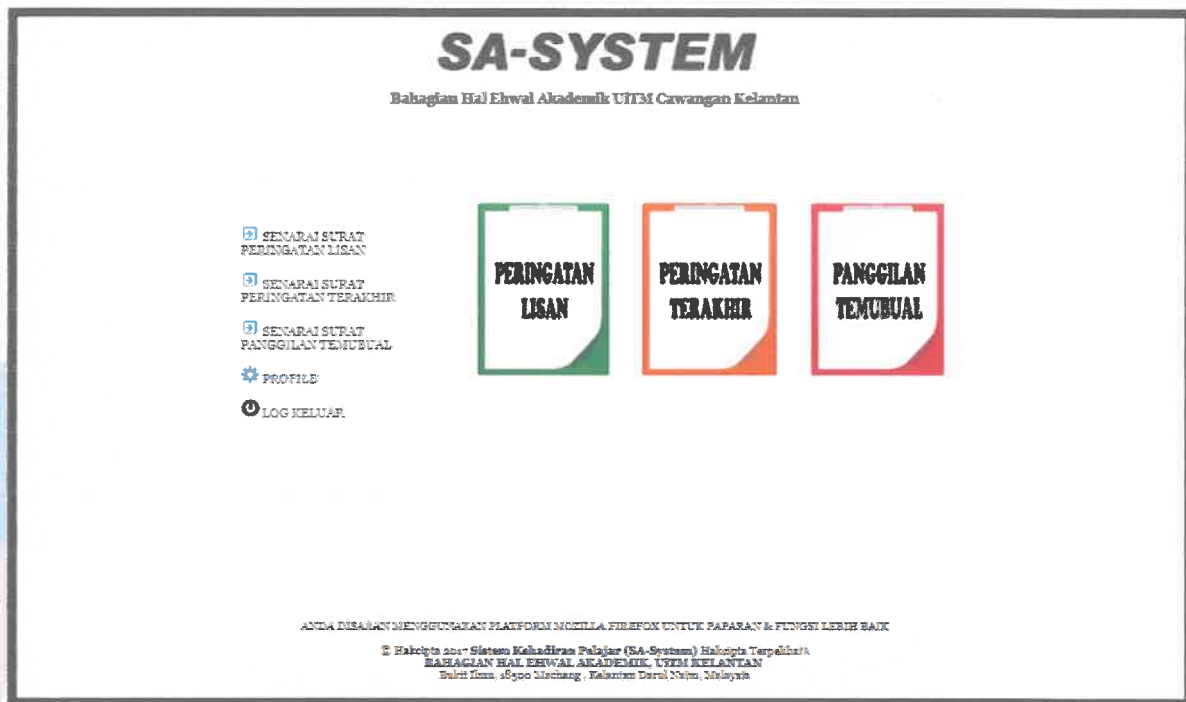 SA-SYSTEM
Bahagian Hal Ehwal Akademik UiTM Cawangan Kelantan
SENARAI SURAT
PERINGATAN LISAN
SENARAI SURAT
PERINGATAN TERAKHIR
SENARAI SURAT
PANGGILAN TEMUBUAL
PROFILE
LOG KELUAR
PERINGATAN
LISAN
PERINGATAN
TERAKHIR
PANGGILAN
TEMUBUAL
ANDA DISARAN MENGGUNAKAN PLATFORM MOZILLA FIREFOX UNTUK PAPARAN & FUNGSI LEBIH BAIK
© Hakcipta 2017 Sistem Kehadiran Pelajar (SA-System) Hakcipta Terpelihara
BAHAGIAN HAL EHWAL AKADEMIK, UITM KELANTAN
Bukit Ilmu, 18500 Machang, Kelantan Darul Naim, Malaysia